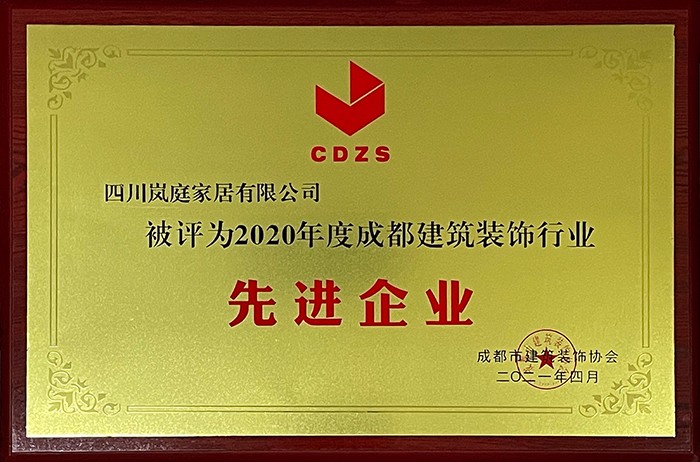 CDZS
四川岚庭家居有限公司
被评为2020年度成都建筑装饰行业
先进企业
成都市建筑装饰协会
二〇二一年四月